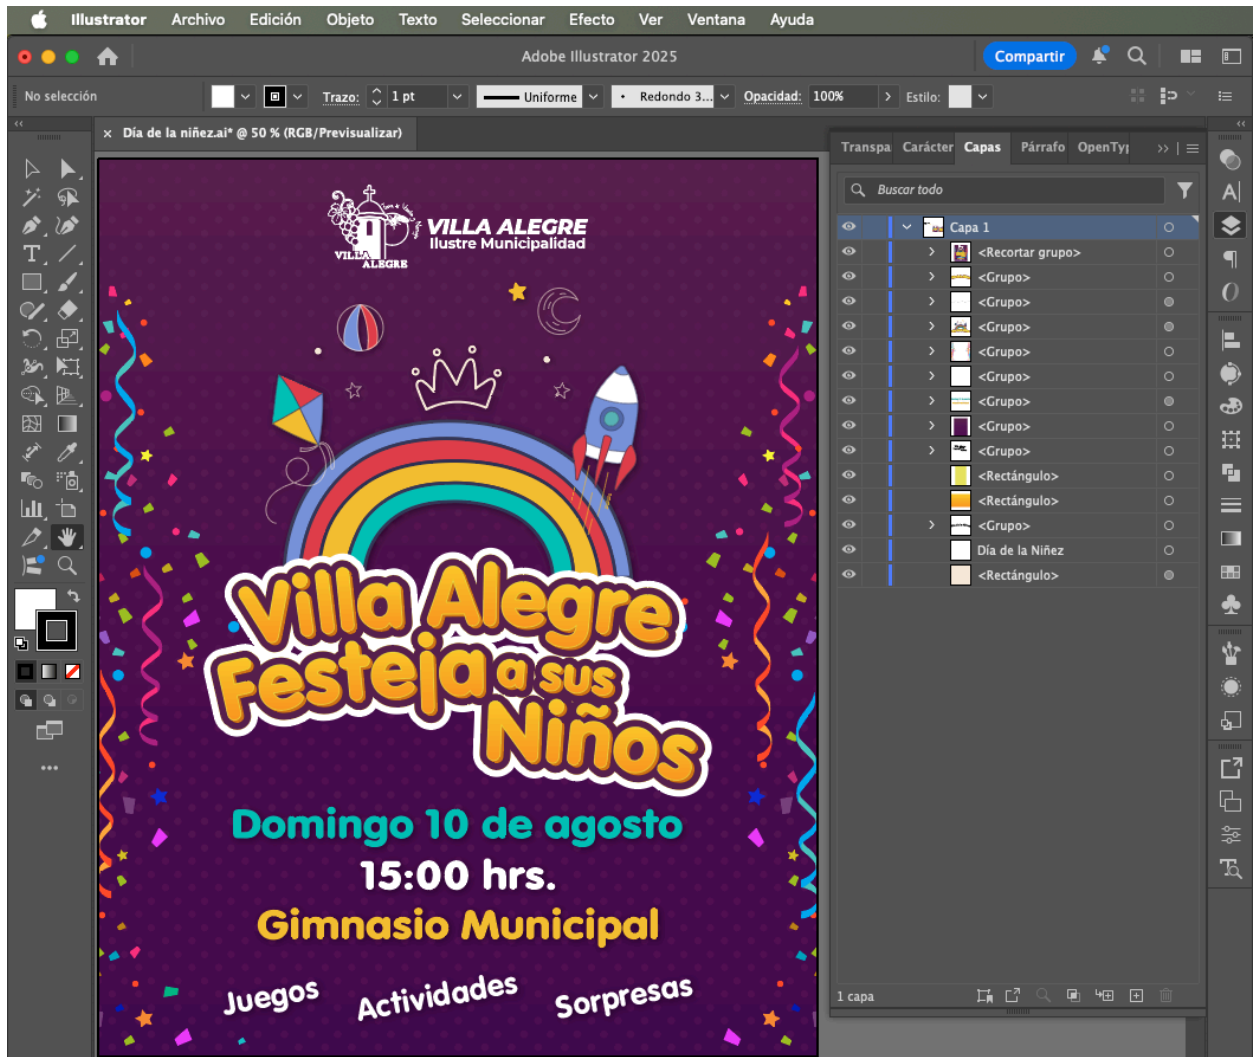 Illustrator Archivo Edición Objeto Texto Seleccionar Efecto Ver Ventana Ayuda
Adobe Illustrator 2025
Compartir
No selección
Trazo:
1 pt
Uniforme
Redondo 3...
Opacidad:
100%
Estilo:
× Día de la niñez.ai* @ 50 % (RGB/Previsualizar)
Transpa Carácter Capas Párrafo OpenTy
Buscar todo
Capa 1
<Recortar grupo>
<Grupo>
<Grupo>
<Grupo>
<Grupo>
<Grupo>
<Grupo>
<Grupo>
<Grupo>
<Rectángulo>
<Rectángulo>
<Grupo>
Día de la Niñez
<Rectángulo>
1 capa
VILLA
ALEGRE
VILLA ALEGRE
Ilustre Municipalidad
Villa Alegre
Festeja a sus
Niños
Domingo 10 de agosto
15:00 hrs.
Gimnasio Municipal
Juegos Actividades Sorpresas